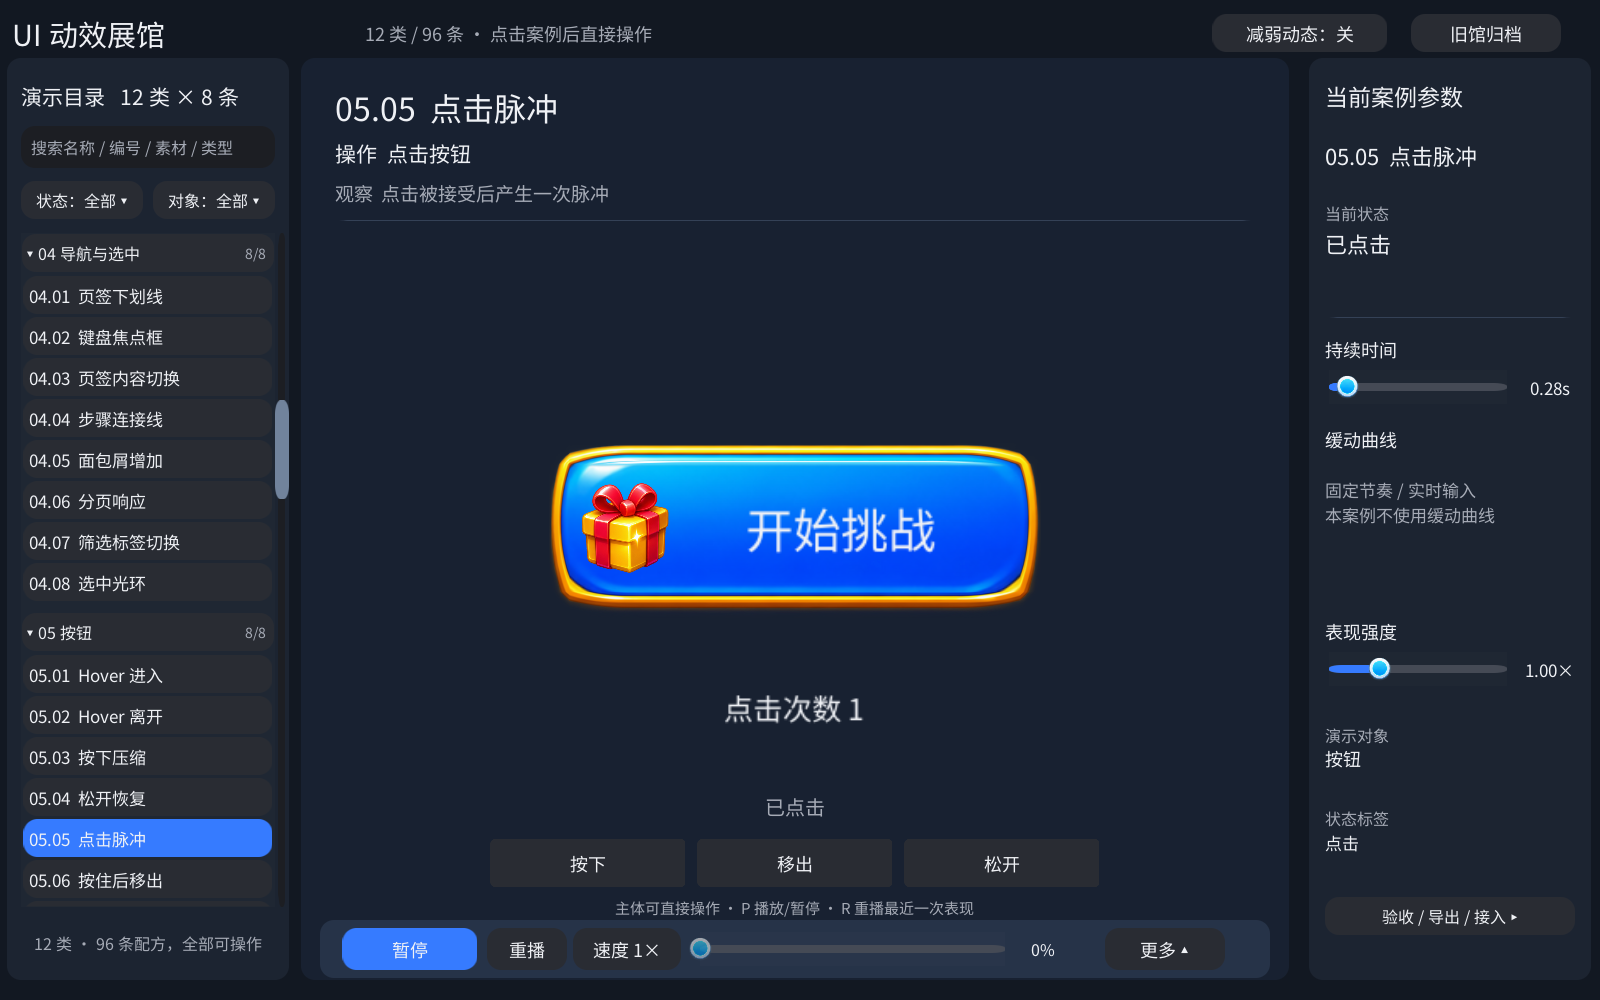 UI 动效展馆
12 类 / 96 条 • 点击案例后直接操作
减弱动态：关
旧馆归档
演示目录 12 类 × 8 条
搜索名称 / 编号 / 素材 / 类型
状态：全部 ▾
对象：全部 ▾
▾ 04 导航与选中 8/8
04.01 页签下划线
04.02 键盘焦点框
04.03 页签内容切换
04.04 步骤连接线
04.05 面包屑增加
04.06 分页响应
04.07 筛选标签切换
04.08 选中光环
▾ 05 按钮 8/8
05.01 Hover 进入
05.02 Hover 离开
05.03 按下压缩
05.04 松开恢复
05.05 点击脉冲
05.06 按住后移出
12 类 • 96 条配方，全部可操作
05.05 点击脉冲
操作 点击按钮
观察 点击被接受后产生一次脉冲
开始挑战
点击次数 1
已点击
按下
移出
松开
主体可直接操作 • P 播放/暂停 • R 重播最近一次表现
暂停
重播
速度 1×
0%
更多 ▴
当前案例参数
05.05 点击脉冲
当前状态
已点击
持续时间
0.28s
缓动曲线
固定节奏 / 实时输入
本案例不使用缓动曲线
表现强度
1.00×
演示对象
按钮
状态标签
点击
验收 / 导出 / 接入 ▸